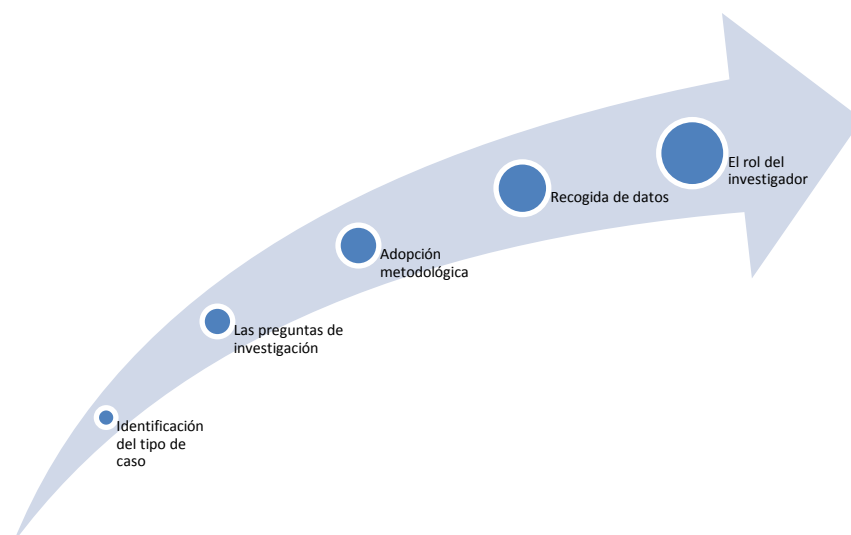 El rol del
investigador
Recogida de datos
Adopción
metodológica
Las preguntas de
investigación
Identificación
del tipo de
caso